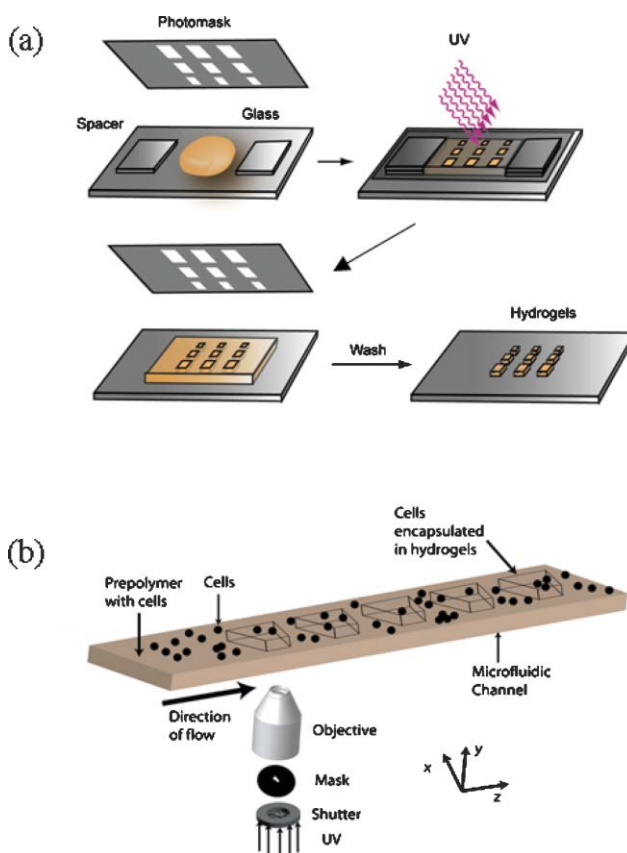 (a)
Photomask
UV
Spacer
Glass
Hydrogels
Wash
(b)
Cells
encapsulated
in hydrogels
Prepolymer
with cells
Cells
Microfluidic
Channel
Direction
of flow
Objective
Mask
Shutter
UV
x
y
z